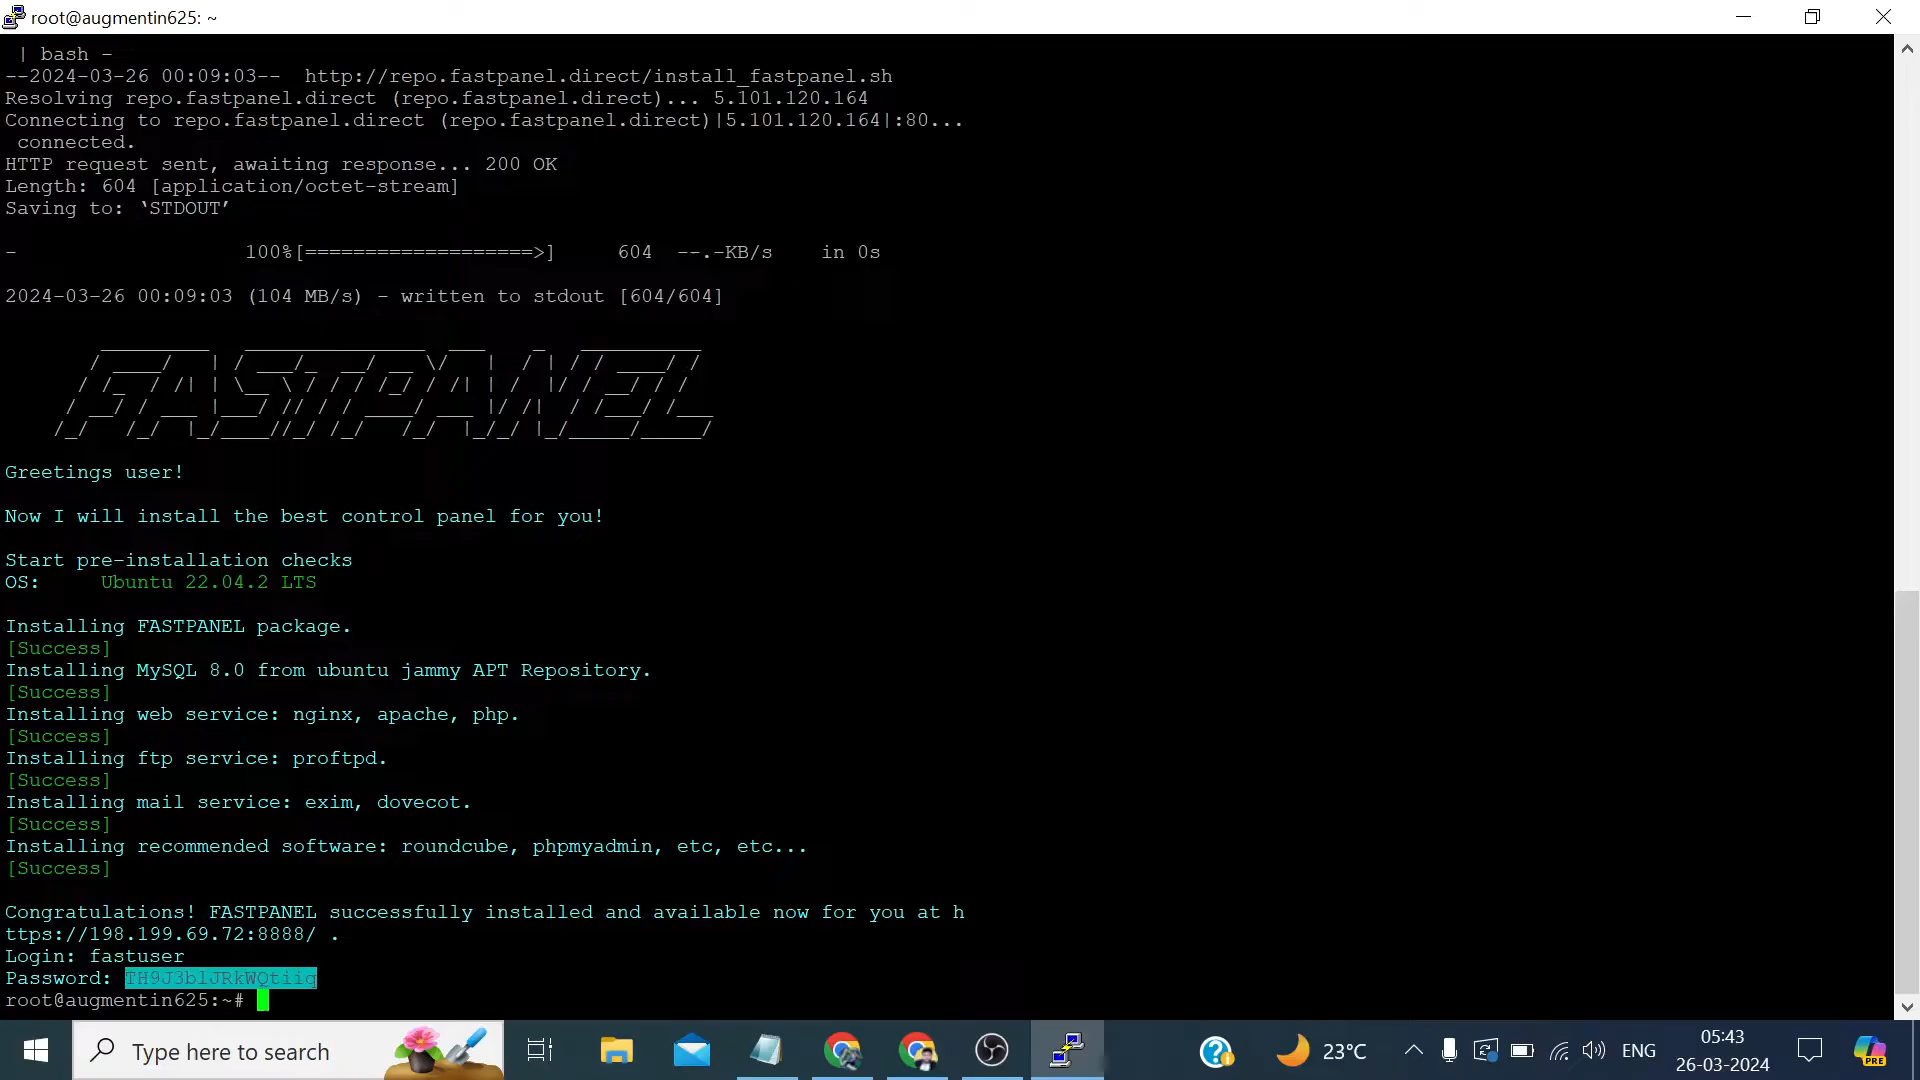 root@augmentin625: ~
| bash -
--2024-03-26 00:09:03--  http://repo.fastpanel.direct/install_fastpanel.sh
Resolving repo.fastpanel.direct (repo.fastpanel.direct)... 5.101.120.164
Connecting to repo.fastpanel.direct (repo.fastpanel.direct)|5.101.120.164|:80...
connected.
HTTP request sent, awaiting response... 200 OK
Length: 604 [application/octet-stream]
Saving to: ‘STDOUT’
-                    100%[===================>]     604  --.-KB/s    in 0s
2024-03-26 00:09:03 (104 MB/s) - written to stdout [604/604]
FASTPANEL
Greetings user!
Now I will install the best control panel for you!
Start pre-installation checks
OS:     Ubuntu 22.04.2 LTS
Installing FASTPANEL package.
[Success]
Installing MySQL 8.0 from ubuntu jammy APT Repository.
[Success]
Installing web service: nginx, apache, php.
[Success]
Installing ftp service: proftpd.
[Success]
Installing mail service: exim, dovecot.
[Success]
Installing recommended software: roundcube, phpmyadmin, etc, etc...
[Success]
Congratulations! FASTPANEL successfully installed and available now for you at h
ttps://198.199.69.72:8888/ .
Login: fastuser
Password: TH9J3blJRkWQtiiq
root@augmentin625:~#
Type here to search
23°C
ENG
05:43
26-03-2024
PRE